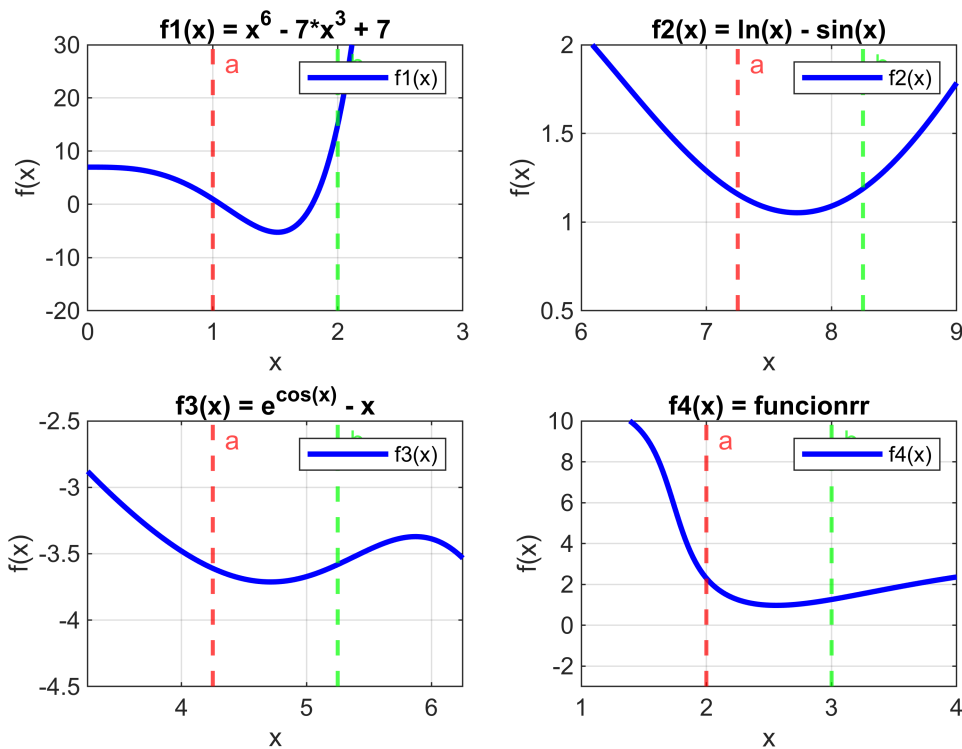 f1(x) = x^6 - 7*x^3 + 7
30
20
10
0
-10
-20
f(x)
a
f1(x)
0
1
2
3
x
f2(x) = ln(x) - sin(x)
2
1.5
1
0.5
f(x)
a
f2(x)
6
7
8
9
x
f3(x) = e^cos(x) - x
-2.5
-3
-3.5
-4
-4.5
f(x)
a
f3(x)
4
5
6
x
f4(x) = funcionrr
10
8
6
4
2
0
-2
f(x)
a
f4(x)
1
2
3
4
x